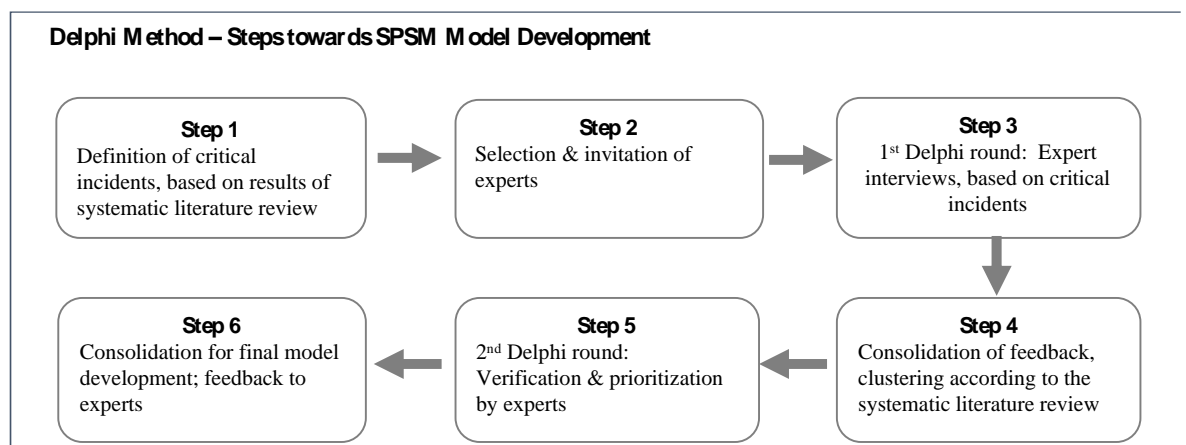 Delphi Method – Steps towards SPSM Model Development
Step 1
Definition of critical
incidents, based on results of
systematic literature review
Step 2
Selection & invitation of
experts
Step 3
1st Delphi round: Expert
interviews, based on critical
incidents
Step 4
Consolidation of feedback,
clustering according to the
systematic literature review
Step 5
2nd Delphi round:
Verification & prioritization
by experts
Step 6
Consolidation for final model
development; feedback to
experts